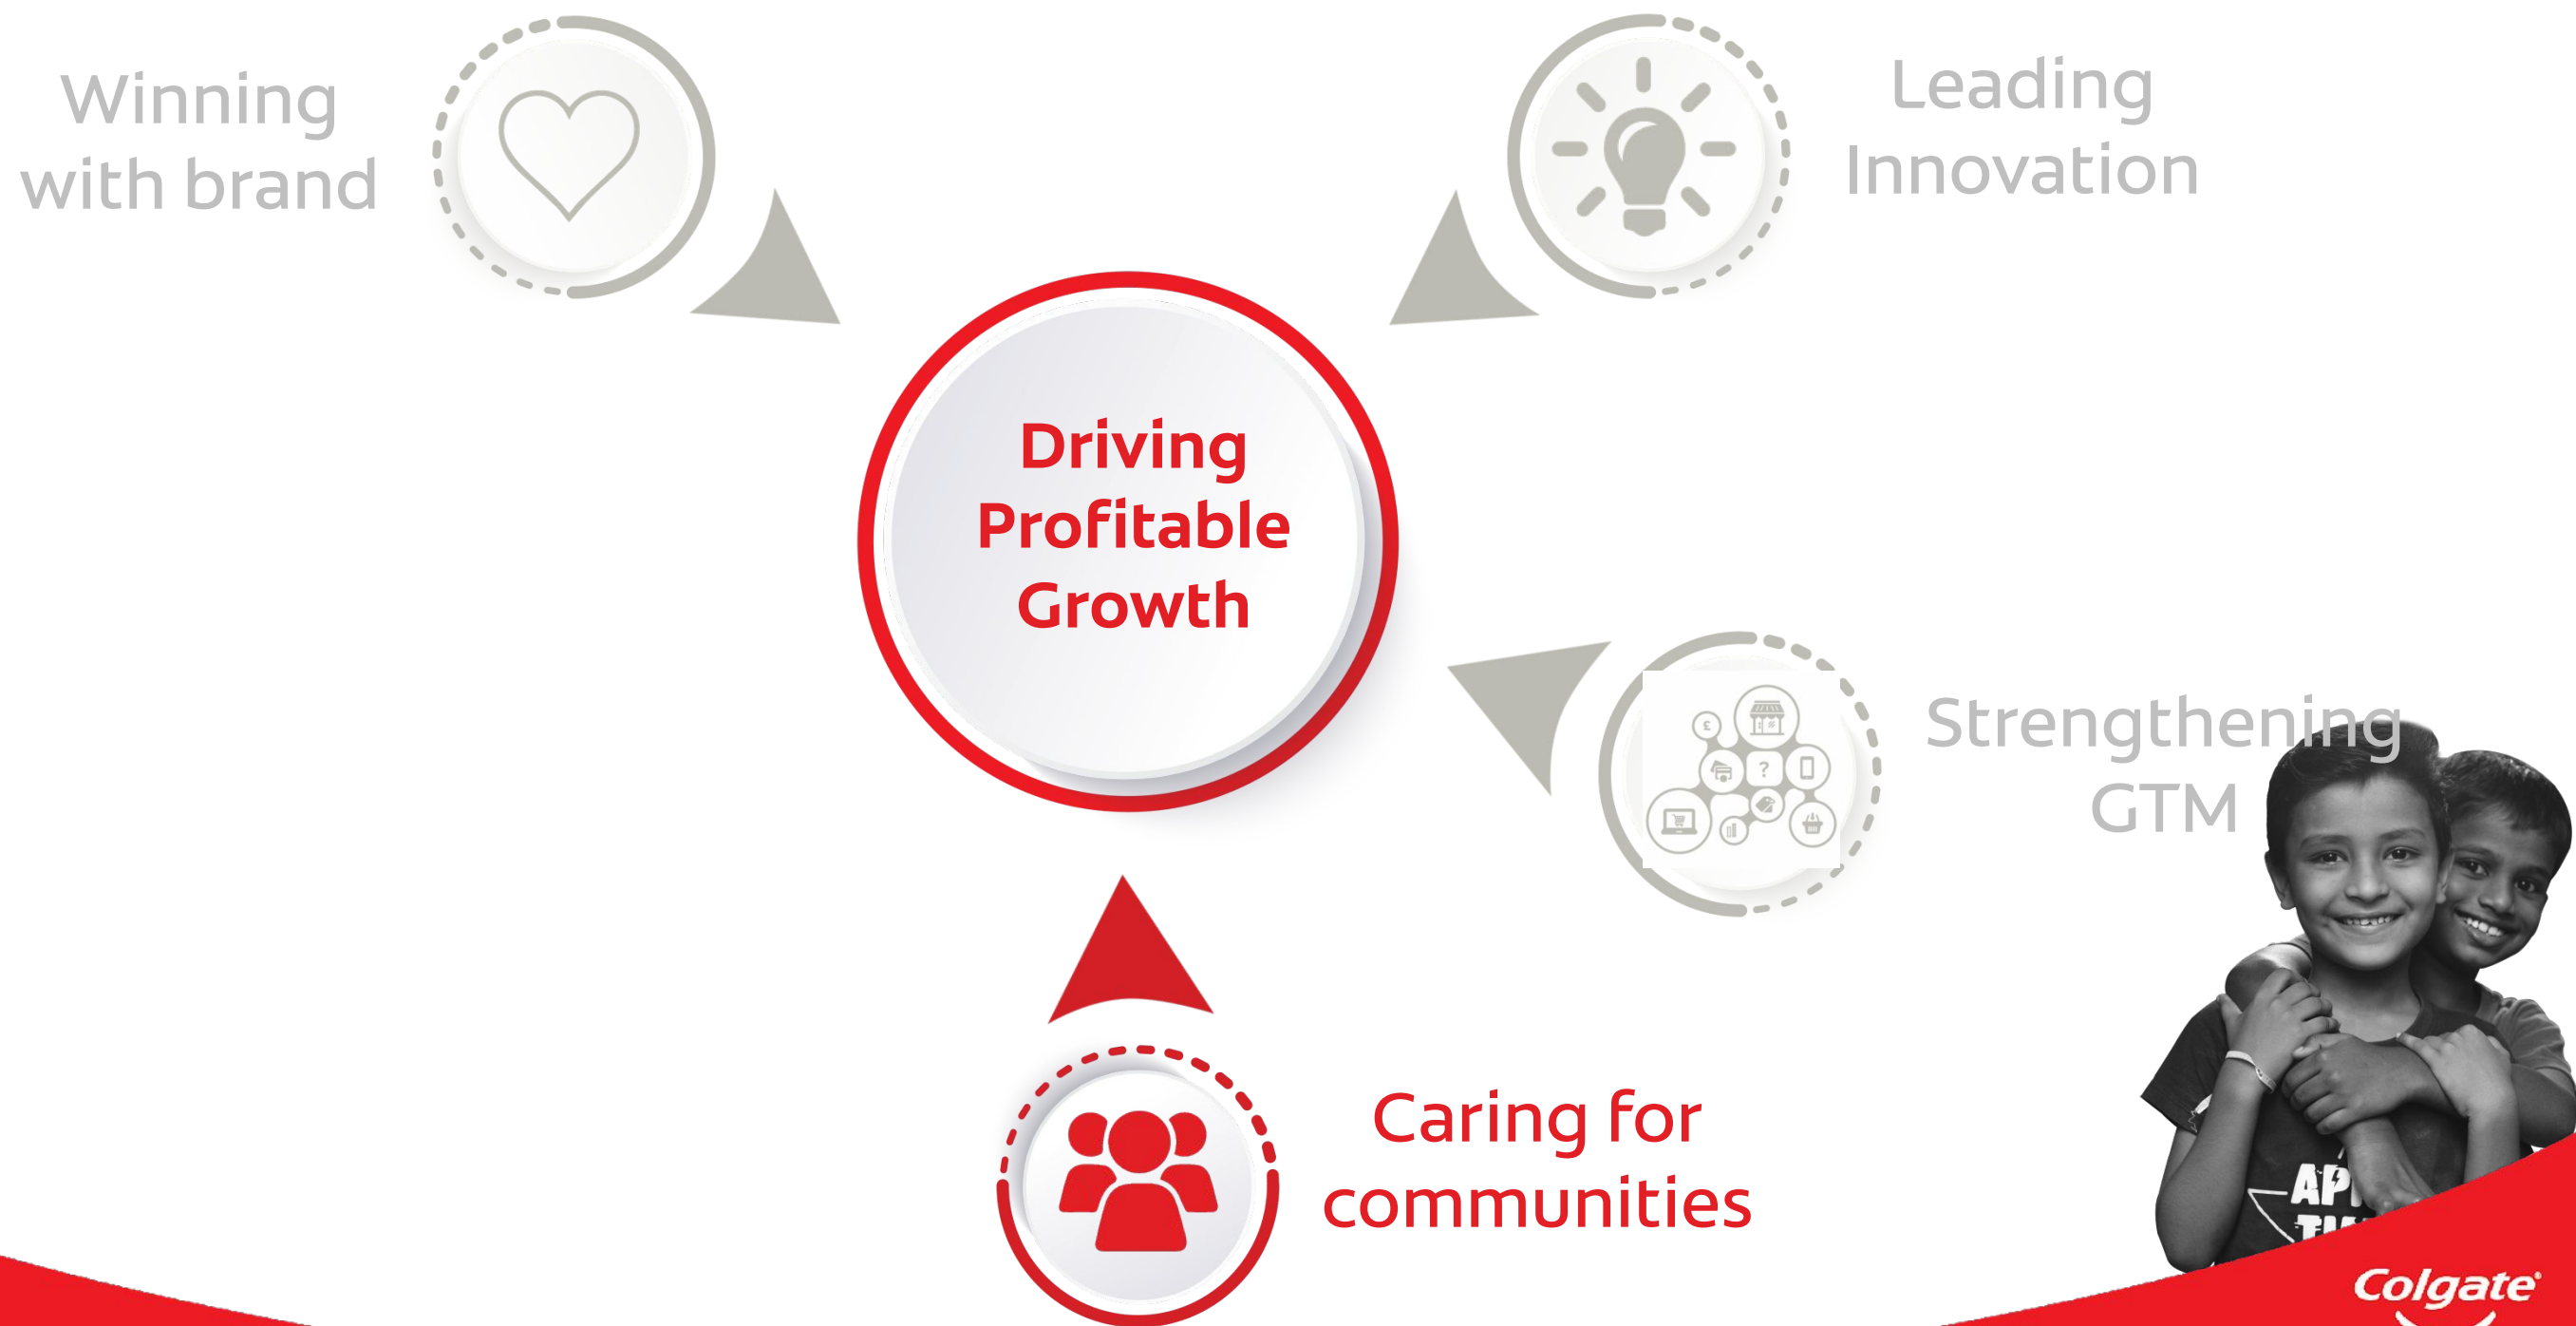 Winning
with brand
Leading
Innovation
Driving
Profitable
Growth
£
?
Strengthening
GTM
Caring for
communities
Colgate®